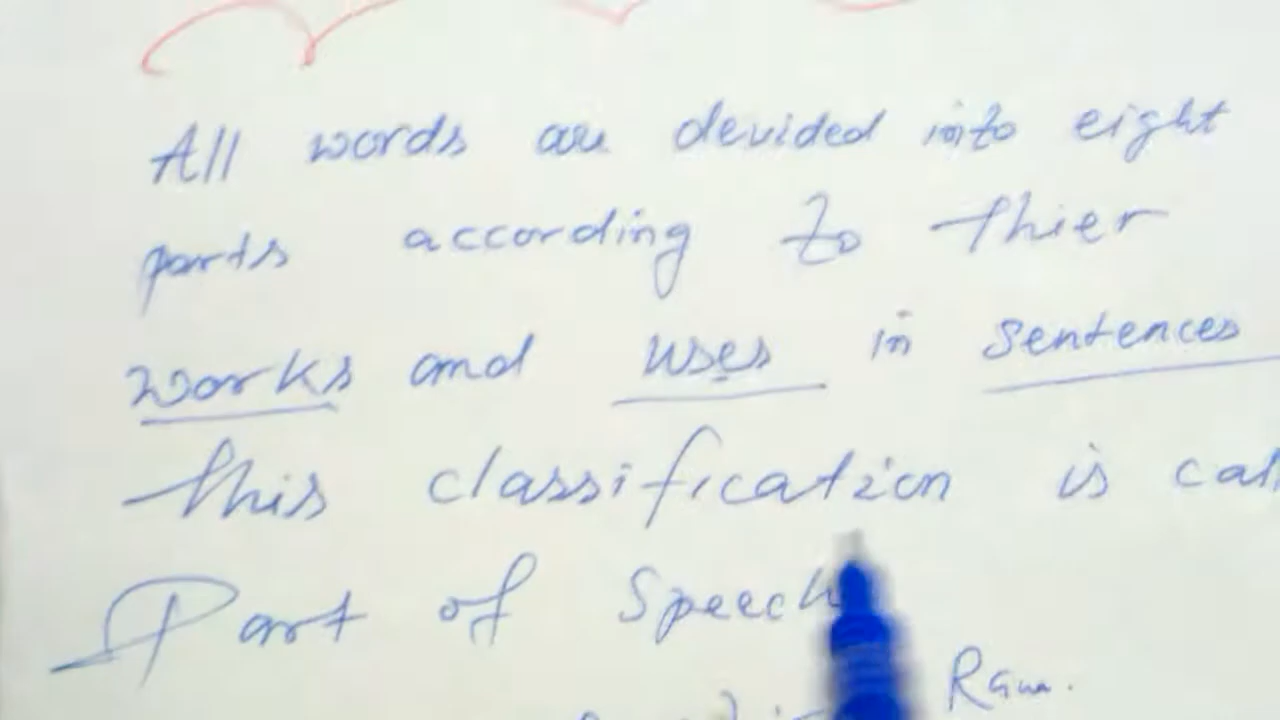 All words are devided into eight
parts according to thier
works and uses in sentences
this classification is call
Part of Speech
Ram.